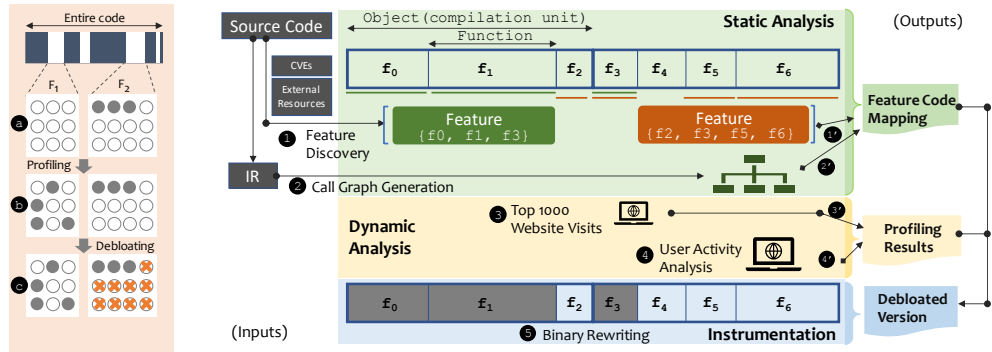 Entire code
F1
F2
a
Profiling
b
Debloating
c
Source Code
CVEs
External
Resources
Object(compilation unit)
Function
Static Analysis
(Outputs)
f0
f1
f2
f3
f4
f5
f6
Feature
{f0, f1, f3}
Feature
{f2, f3, f5, f6}
1
Feature
Discovery
1'
Feature Code
Mapping
IR
2
Call Graph Generation
2'
Dynamic
Analysis
3
Top 1000
Website Visits
3'
4
User Activity
Analysis
4'
Profiling
Results
f0
f1
f2
f3
f4
f5
f6
Debloated
Version
(Inputs)
5
Binary Rewriting
Instrumentation